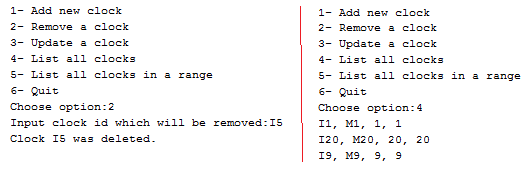 1- Add new clock
2- Remove a clock
3- Update a clock
4- List all clocks
5- List all clocks in a range
6- Quit
Choose option:2
Input clock id which will be removed:I5
Clock I5 was deleted.
1- Add new clock
2- Remove a clock
3- Update a clock
4- List all clocks
5- List all clocks in a range
6- Quit
Choose option:4
I1, M1, 1, 1
I20, M20, 20, 20
I9, M9, 9, 9